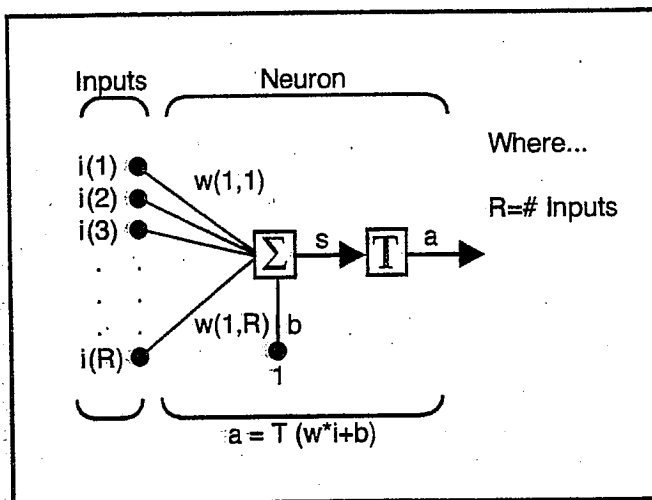 Inputs
Neuron
Where...
R=# Inputs
i(1)
i(2)
i(3)
i(R)
w(1,1)
Σ
s
T
a
w(1,R)
b
1
a = T (w*i+b)